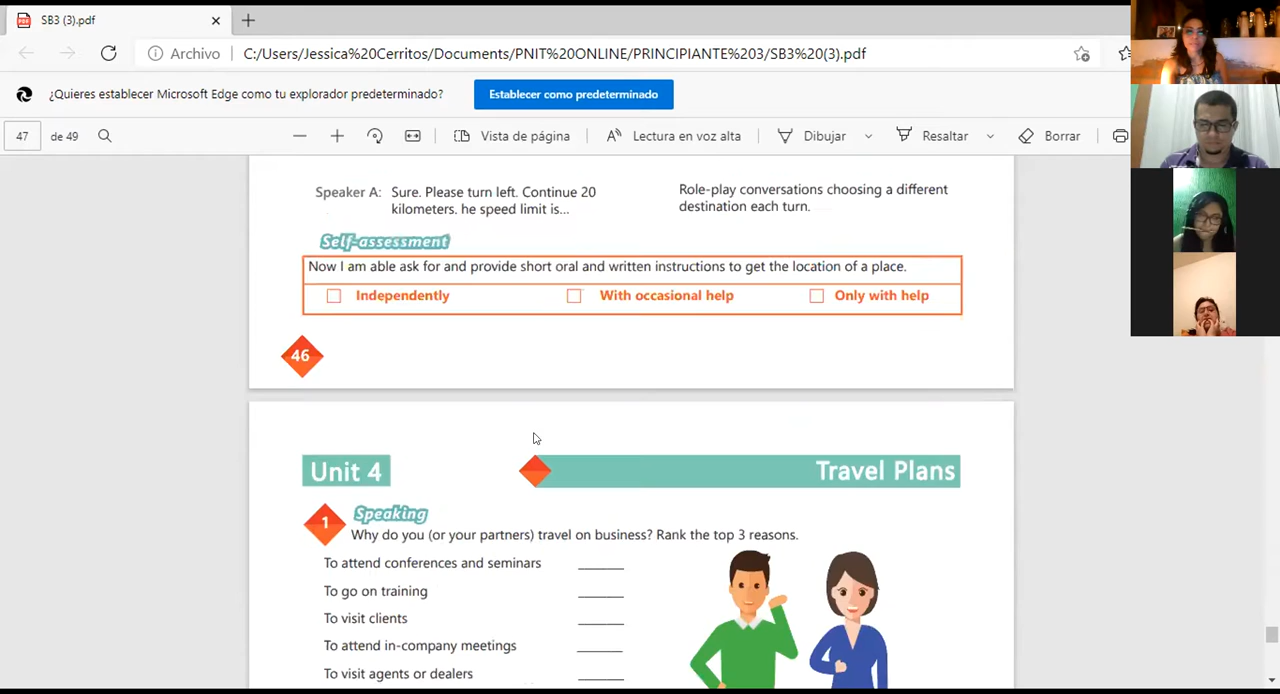 SB3 (3).pdf
Archivo
C:/Users/Jessica%20Cerritos/Documents/PNIT%20ONLINE/PRINCIPIANTE%203/SB3%20(3).pdf
¿Quieres establecer Microsoft Edge como tu explorador predeterminado?
Establecer como predeterminado
47 de 49
Vista de página
Lectura en voz alta
Dibujar
Resaltar
Borrar
Speaker A: Sure. Please turn left. Continue 20
kilometers. he speed limit is...
Role-play conversations choosing a different
destination each turn.
Self-assessment
Now I am able ask for and provide short oral and written instructions to get the location of a place.
Independently
With occasional help
Only with help
46
Unit 4
Travel Plans
1
Speaking
Why do you (or your partners) travel on business? Rank the top 3 reasons.
To attend conferences and seminars
To go on training
To visit clients
To attend in-company meetings
To visit agents or dealers